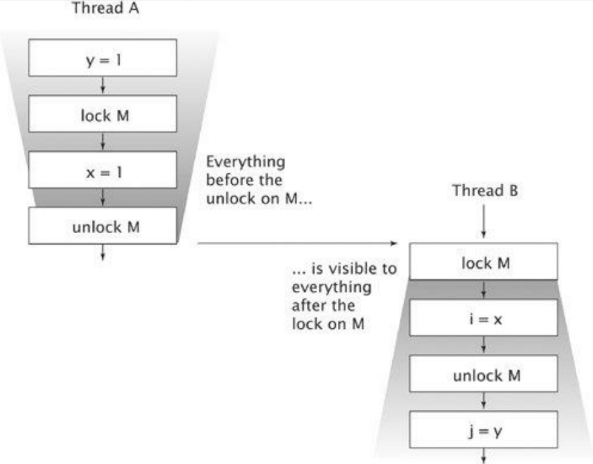 Thread A
y = 1
lock M
x = 1
unlock M
Everything
before the
unlock on M...
Thread B
... is visible to
everything
after the
lock on M
lock M
i = x
unlock M
j = y